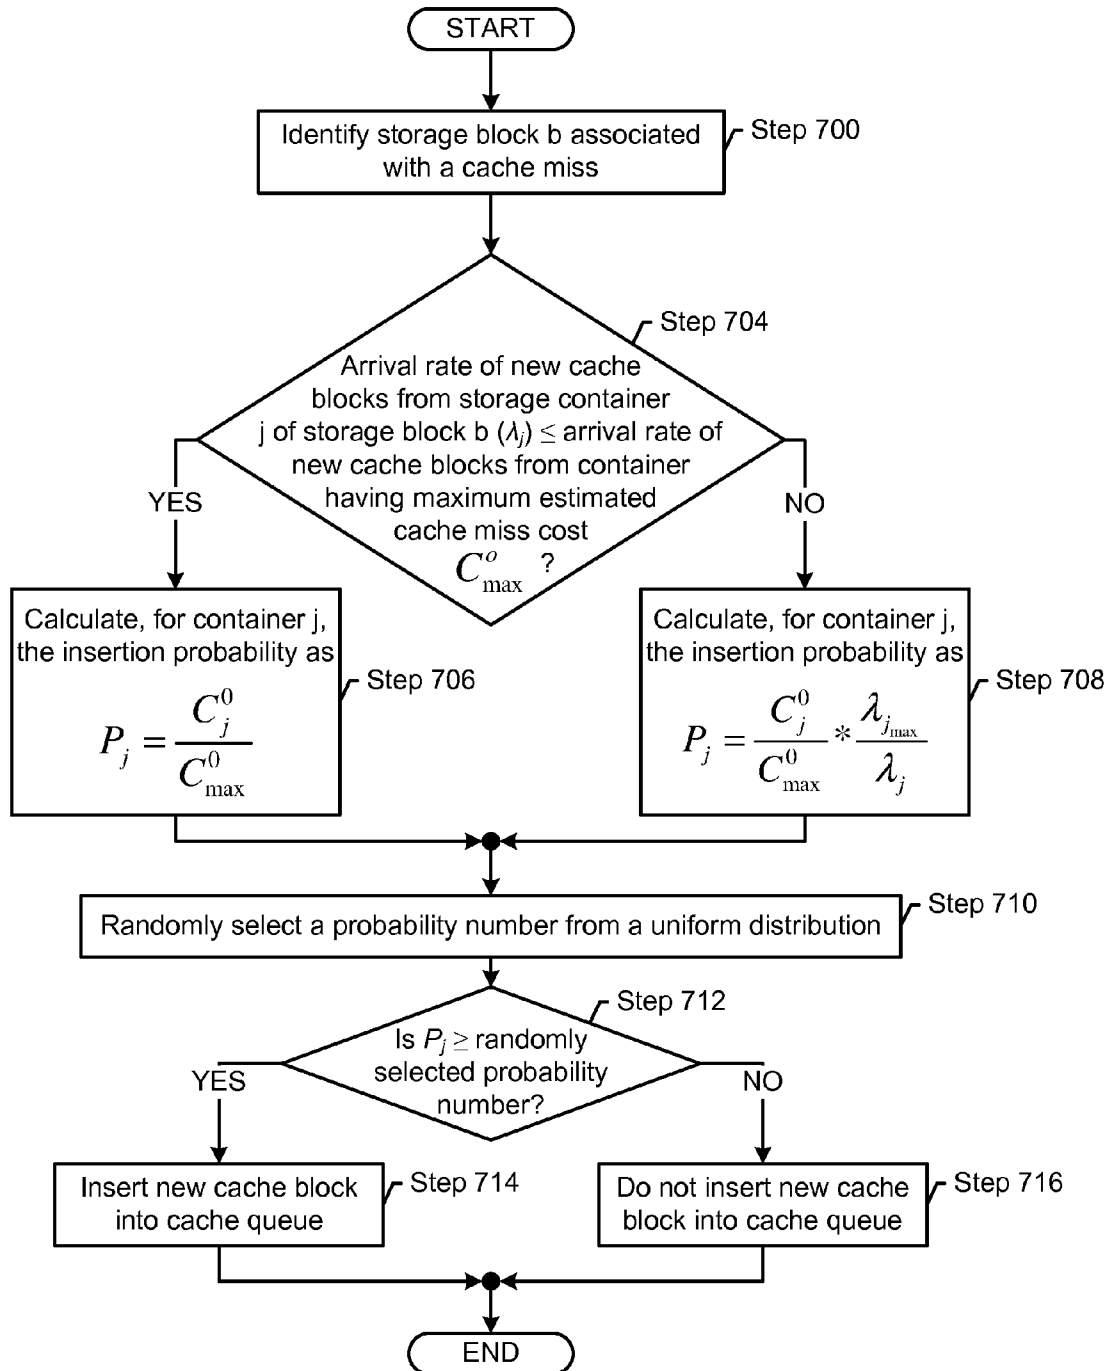 START
Identify storage block b associated
with a cache miss
Step 700
Step 704
Arrival rate of new cache
blocks from storage container
j of storage block b (λ_j) ≤ arrival rate of
new cache blocks from container
having maximum estimated
cache miss cost
C^o_max ?
YES
NO
Calculate, for container j,
the insertion probability as
P_j = C^0_j / C^0_max
Step 706
Calculate, for container j,
the insertion probability as
P_j = C^0_j / C^0_max * λ_j_max / λ_j
Step 708
Randomly select a probability number from a uniform distribution
Step 710
Step 712
Is P_j ≥ randomly
selected probability
number?
YES
NO
Insert new cache block
into cache queue
Step 714
Do not insert new cache
block into cache queue
Step 716
END